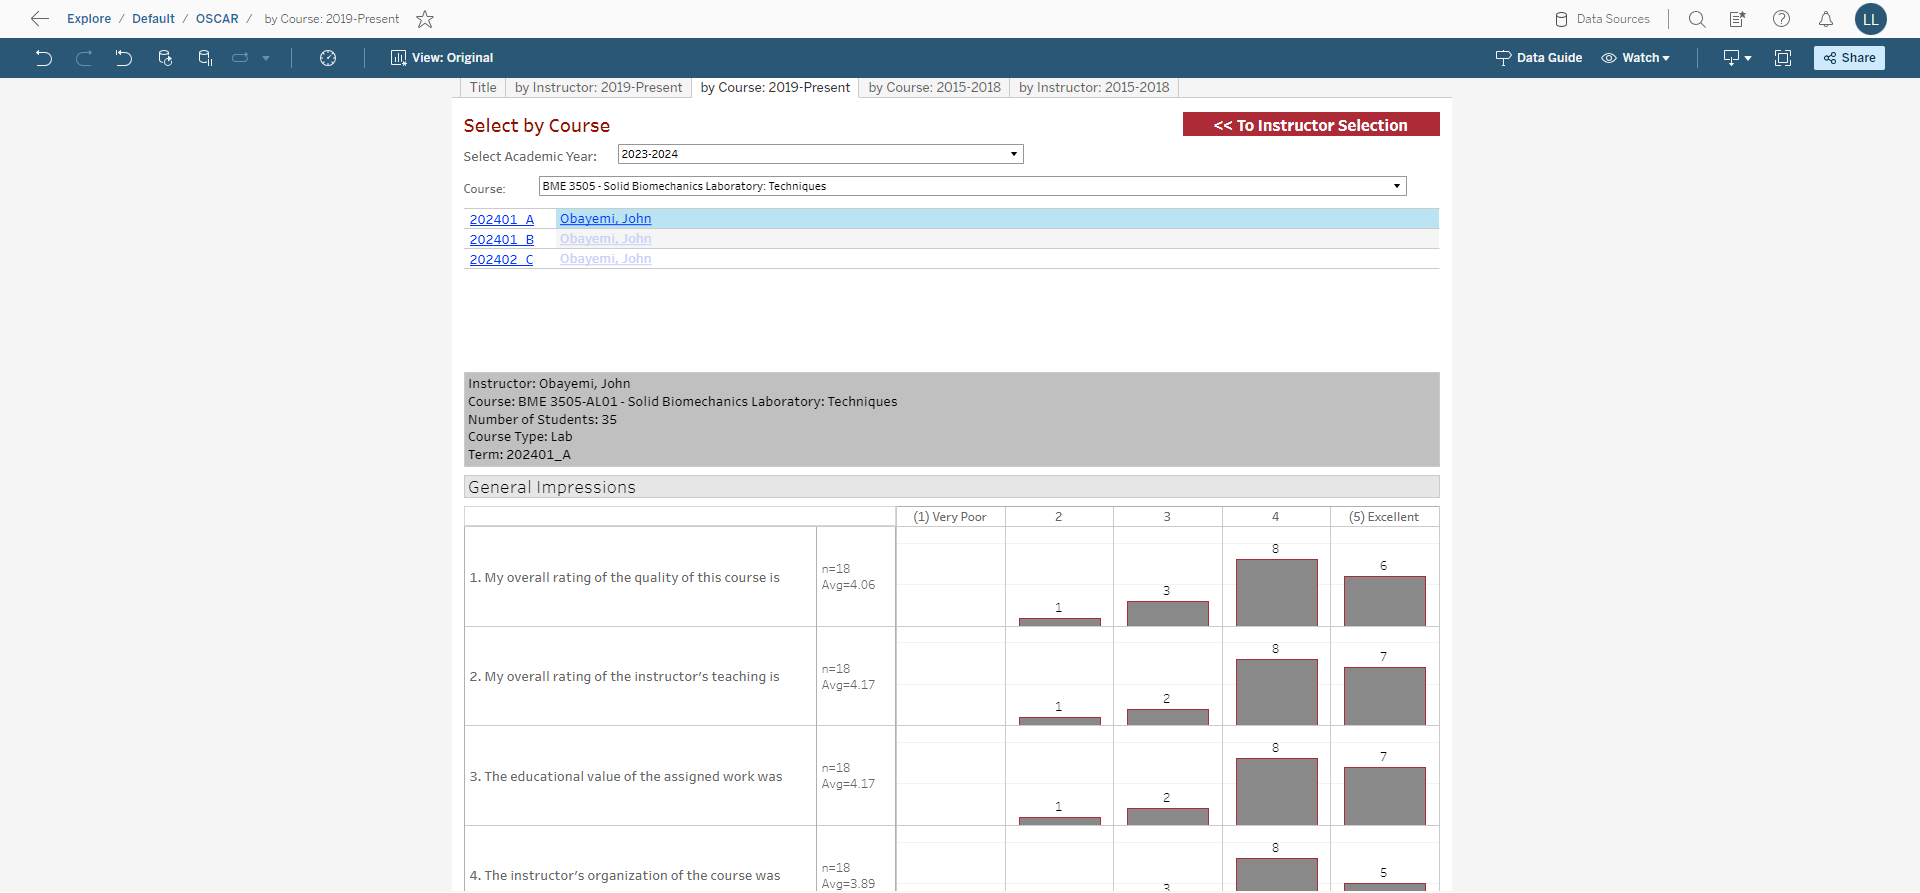 Explore / Default / OSCAR / by Course: 2019-Present
Data Sources
LL
View: Original
Data Guide
Watch
Share
Title
by Instructor: 2019-Present
by Course: 2019-Present
by Course: 2015-2018
by Instructor: 2015-2018
Select by Course
<< To Instructor Selection
Select Academic Year: 2023-2024
Course: BME 3505 - Solid Biomechanics Laboratory: Techniques
202401_A Obayemi, John
202401_B Obayemi, John
202402_C Obayemi, John
Instructor: Obayemi, John
Course: BME 3505-AL01 - Solid Biomechanics Laboratory: Techniques
Number of Students: 35
Course Type: Lab
Term: 202401_A
General Impressions
(1) Very Poor 2 3 4 (5) Excellent
1. My overall rating of the quality of this course is
n=18
Avg=4.06
1 3 8 6
2. My overall rating of the instructor's teaching is
n=18
Avg=4.17
1 2 8 7
3. The educational value of the assigned work was
n=18
Avg=4.17
1 2 8 7
4. The instructor's organization of the course was
n=18
Avg=3.89
3 8 5